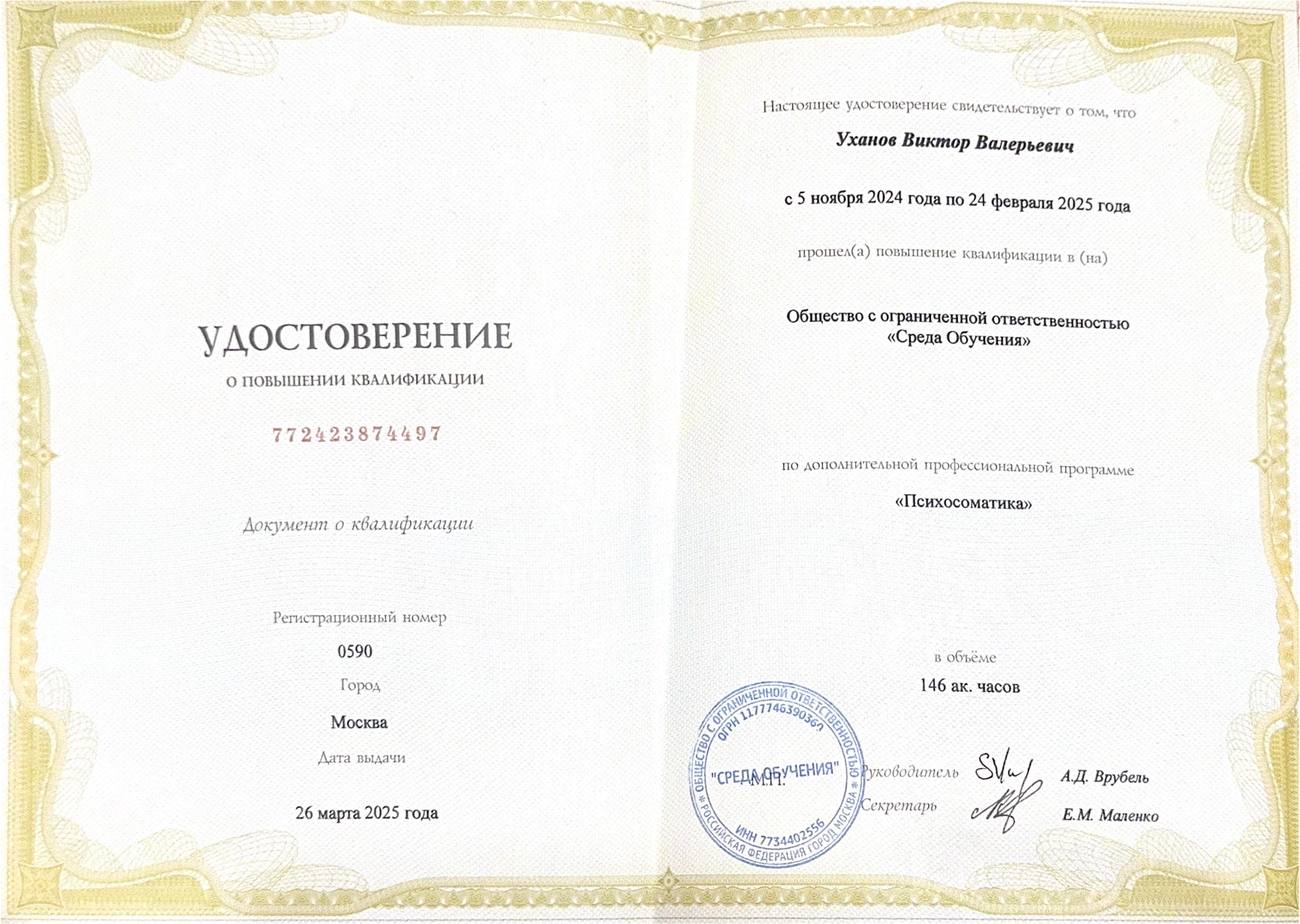 УДОСТОВЕРЕНИЕ
О ПОВЫШЕНИИ КВАЛИФИКАЦИИ
772423874497
Документ о квалификации
Регистрационный номер
0590
Город
Москва
Дата выдачи
26 марта 2025 года
Настоящее удостоверение свидетельствует о том, что
Уханов Виктор Валерьевич
с 5 ноября 2024 года по 24 февраля 2025 года
прошел(а) повышение квалификации в (на)
Общество с ограниченной ответственностью
«Среда Обучения»
по дополнительной профессиональной программе
«Психосоматика»
в объёме
146 ак. часов
Руководитель
А.Д. Врубель
Секретарь
Е.М. Маленко
М.П.
ОБЩЕСТВО С ОГРАНИЧЕННОЙ ОТВЕТСТВЕННОСТЬЮ
ОГРН 1177746390360
"СРЕДА ОБУЧЕНИЯ"
ИНН 7734402556
РОССИЙСКАЯ ФЕДЕРАЦИЯ ГОРОД МОСКВА